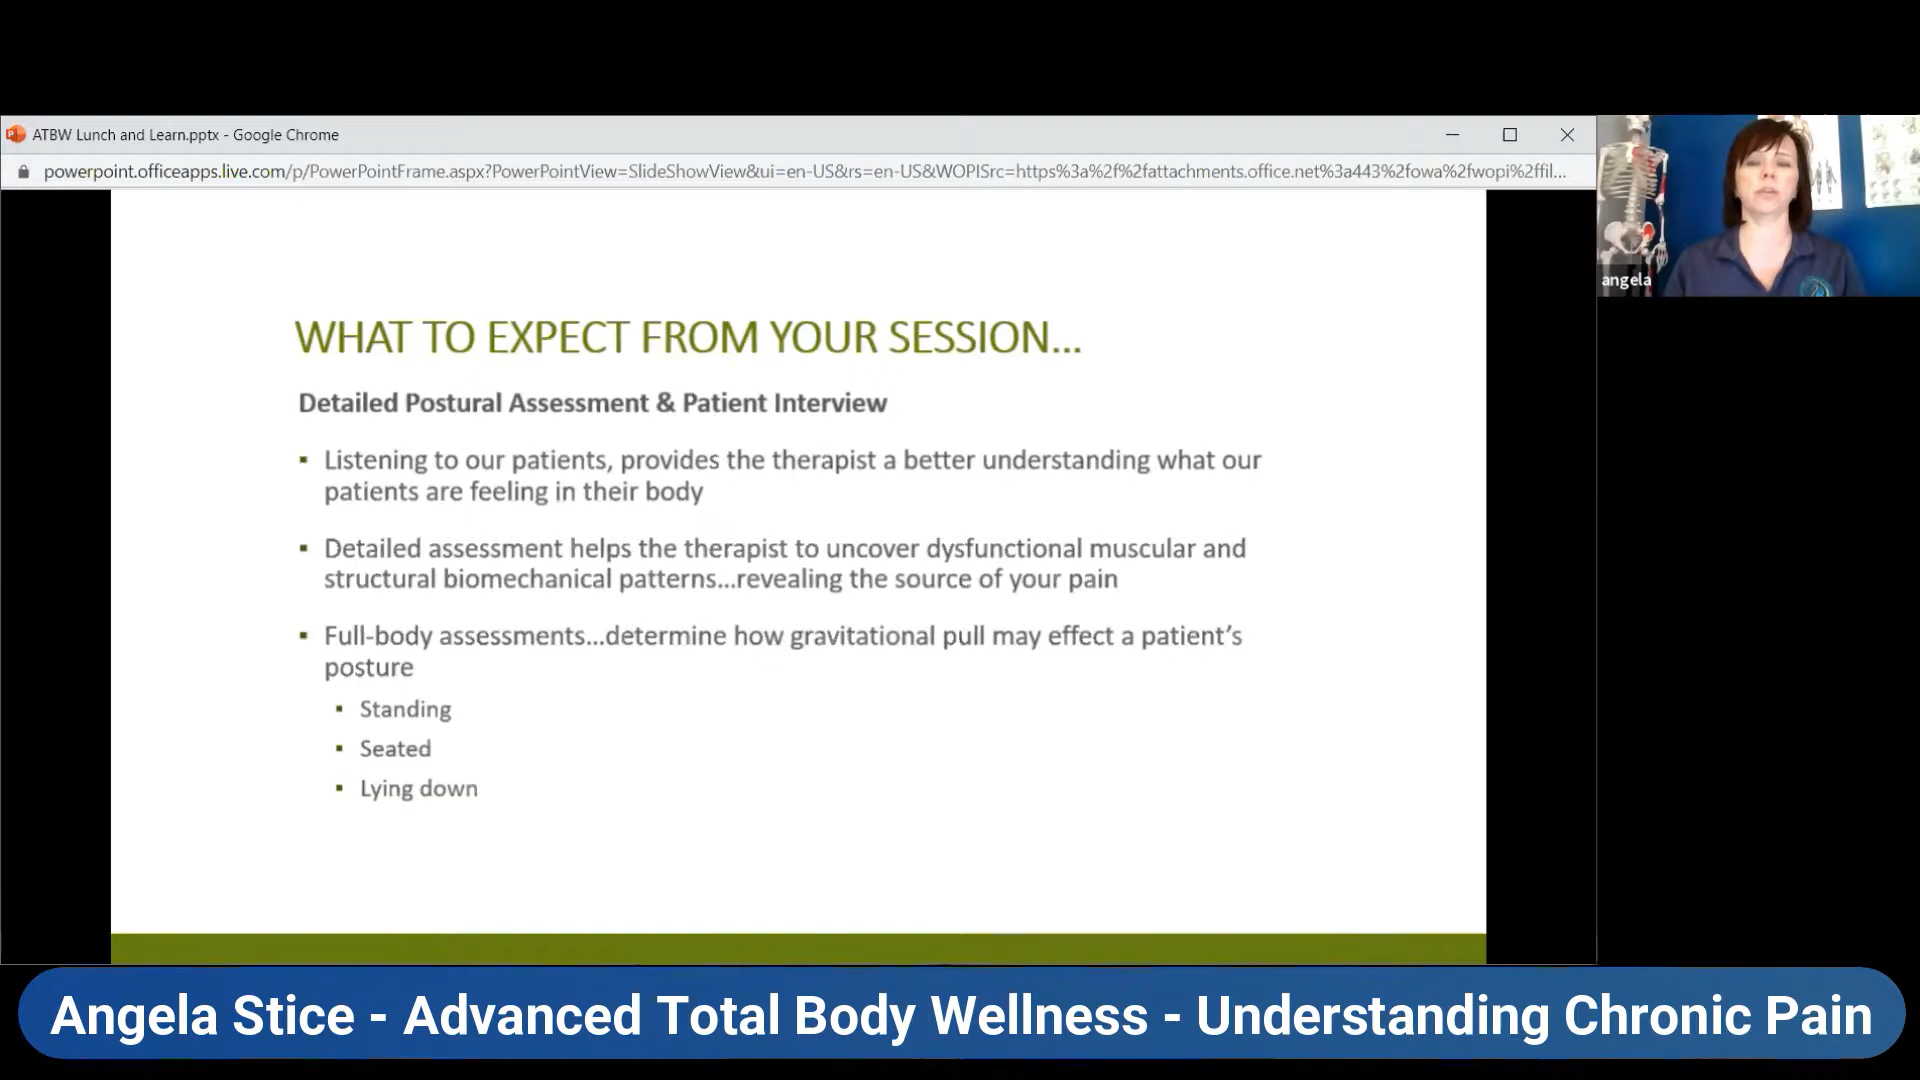 ATBW Lunch and Learn.pptx - Google Chrome
powerpoint.officeapps.live.com/p/PowerPointFrame.aspx?PowerPointView=SlideShowView&ui=en-US&rs=en-US&WOPISrc=https%3a%2f%2fattachments.office.net%3a443%2fowa%2fwopi%2ffil...
angela
WHAT TO EXPECT FROM YOUR SESSION...
Detailed Postural Assessment & Patient Interview
▪ Listening to our patients, provides the therapist a better understanding what our
patients are feeling in their body
▪ Detailed assessment helps the therapist to uncover dysfunctional muscular and
structural biomechanical patterns...revealing the source of your pain
▪ Full-body assessments...determine how gravitational pull may effect a patient's
posture
▪ Standing
▪ Seated
▪ Lying down
Angela Stice - Advanced Total Body Wellness - Understanding Chronic Pain